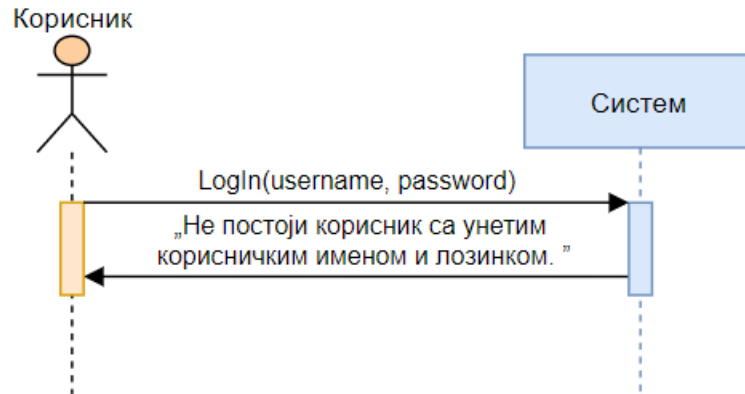 Корисник
Систем
LogIn(username, password)
„Не постоји корисник са унетим
корисничким именом и лозинком. ”